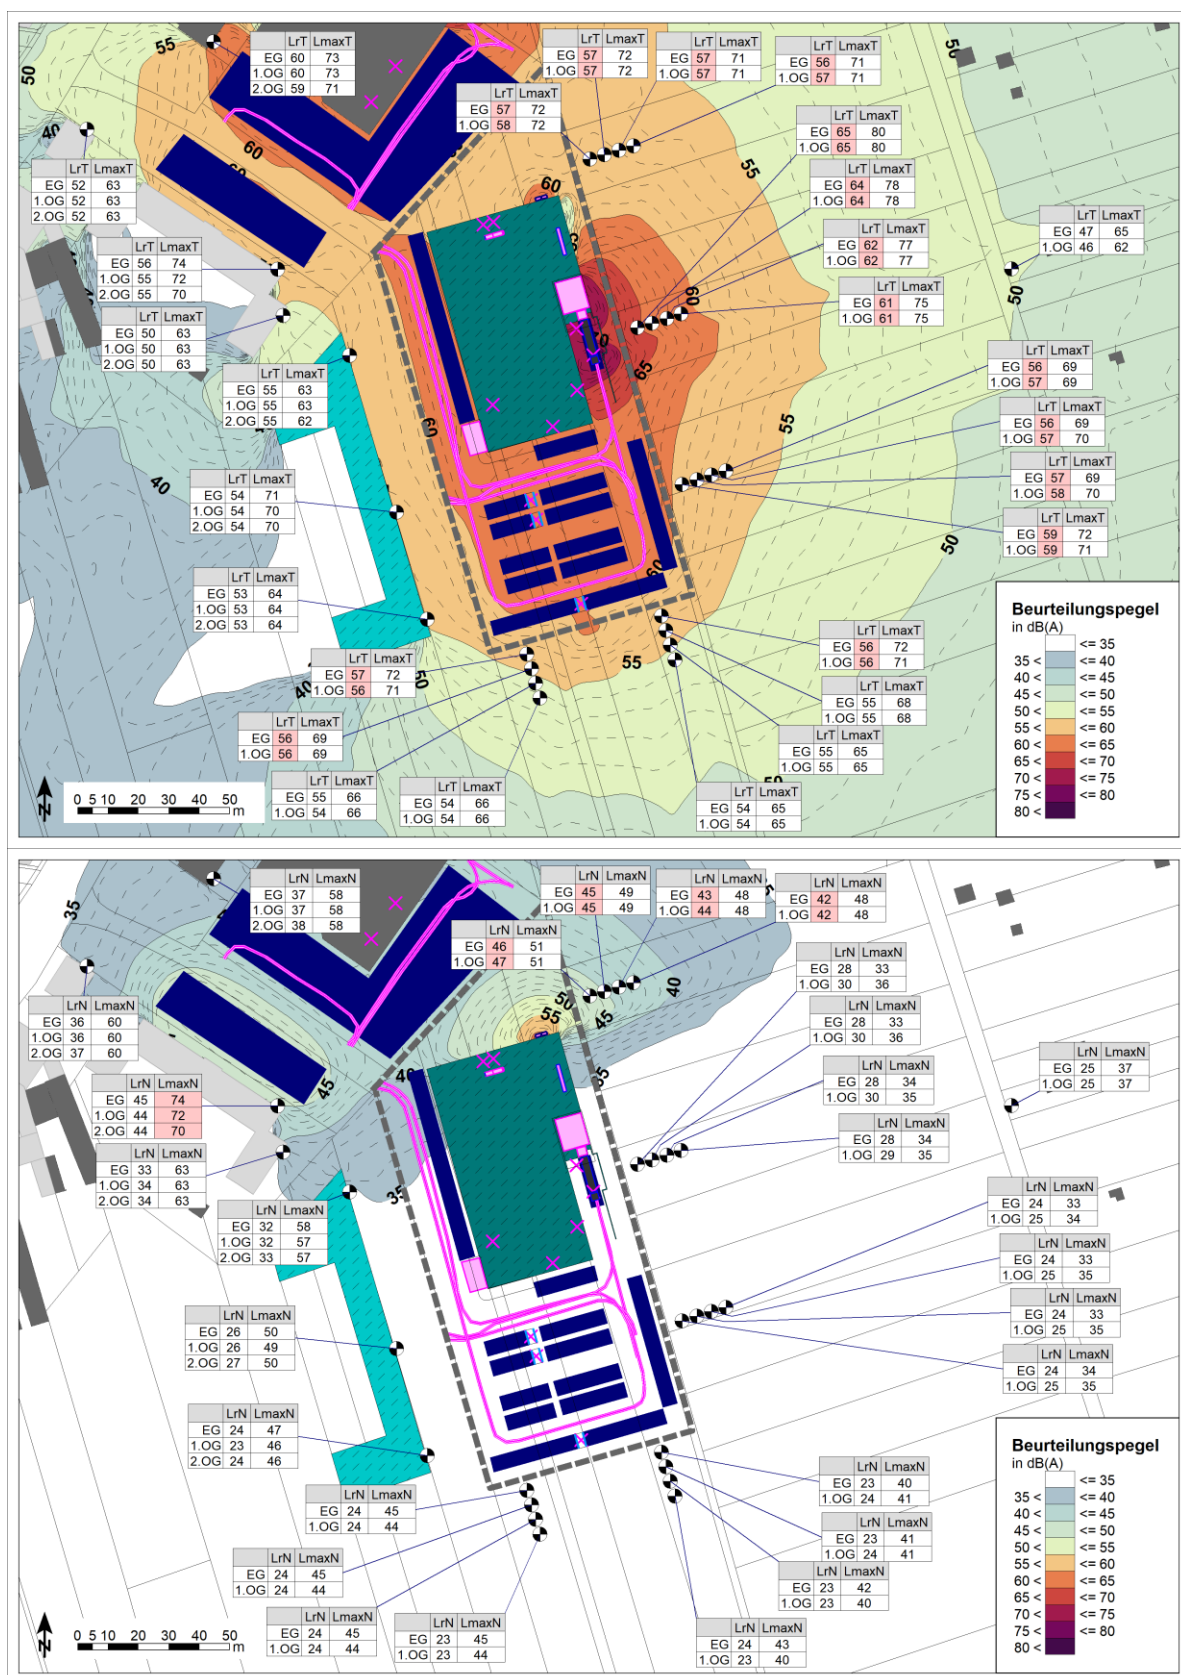 LrT LmaxT
EG 60 73
1.OG 60 73
2.OG 59 71
LrT LmaxT
EG 57 72
1.OG 57 72
LrT LmaxT
EG 57 71
1.OG 57 71
LrT LmaxT
EG 56 71
1.OG 57 71
LrT LmaxT
EG 57 72
1.OG 58 72
LrT LmaxT
EG 65 80
1.OG 65 80
LrT LmaxT
EG 52 63
1.OG 52 63
2.OG 52 63
LrT LmaxT
EG 64 78
1.OG 64 78
LrT LmaxT
EG 47 65
1.OG 46 62
LrT LmaxT
EG 62 77
1.OG 62 77
LrT LmaxT
EG 56 74
1.OG 55 72
2.OG 55 70
LrT LmaxT
EG 61 75
1.OG 61 75
LrT LmaxT
EG 50 63
1.OG 50 63
2.OG 50 63
LrT LmaxT
EG 56 69
1.OG 57 69
LrT LmaxT
EG 55 63
1.OG 55 63
2.OG 55 62
LrT LmaxT
EG 56 69
1.OG 57 70
LrT LmaxT
EG 57 69
1.OG 58 70
LrT LmaxT
EG 54 71
1.OG 54 70
2.OG 54 70
LrT LmaxT
EG 59 72
1.OG 59 71
LrT LmaxT
EG 53 64
1.OG 53 64
2.OG 53 64
LrT LmaxT
EG 56 72
1.OG 56 71
LrT LmaxT
EG 57 72
1.OG 56 71
LrT LmaxT
EG 55 68
1.OG 55 68
LrT LmaxT
EG 56 69
1.OG 56 69
LrT LmaxT
EG 55 65
1.OG 55 65
LrT LmaxT
EG 55 66
1.OG 54 66
LrT LmaxT
EG 54 66
1.OG 54 66
LrT LmaxT
EG 54 65
1.OG 54 65
55
50
40
60
60
60
55
50
60
65
50
55
60
40
50
60
55
50
40
50
N
0 5 10 20 30 40 50
m
Beurteilungspegel
in dB(A)
<= 35
35 < <= 40
40 < <= 45
45 < <= 50
50 < <= 55
55 < <= 60
60 < <= 65
65 < <= 70
70 < <= 75
75 < <= 80
80 <
LrN LmaxN
EG 37 58
1.OG 37 58
2.OG 38 58
LrN LmaxN
EG 45 49
1.OG 45 49
LrN LmaxN
EG 43 48
1.OG 44 48
LrN LmaxN
EG 42 48
1.OG 42 48
LrN LmaxN
EG 46 51
1.OG 47 51
LrN LmaxN
EG 28 33
1.OG 30 36
LrN LmaxN
EG 36 60
1.OG 36 60
2.OG 37 60
LrN LmaxN
EG 28 33
1.OG 30 36
LrN LmaxN
EG 25 37
1.OG 25 37
LrN LmaxN
EG 28 34
1.OG 30 35
LrN LmaxN
EG 45 74
1.OG 44 72
2.OG 44 70
LrN LmaxN
EG 28 34
1.OG 29 35
LrN LmaxN
EG 33 63
1.OG 34 63
2.OG 34 63
LrN LmaxN
EG 24 33
1.OG 25 34
LrN LmaxN
EG 32 58
1.OG 32 57
2.OG 33 57
LrN LmaxN
EG 24 33
1.OG 25 35
LrN LmaxN
EG 24 33
1.OG 25 35
LrN LmaxN
EG 26 50
1.OG 26 49
2.OG 27 50
LrN LmaxN
EG 24 34
1.OG 25 35
LrN LmaxN
EG 24 47
1.OG 23 46
2.OG 24 46
LrN LmaxN
EG 23 40
1.OG 24 41
LrN LmaxN
EG 24 45
1.OG 24 44
LrN LmaxN
EG 23 41
1.OG 24 41
LrN LmaxN
EG 24 45
1.OG 24 44
LrN LmaxN
EG 23 42
1.OG 23 40
LrN LmaxN
EG 24 45
1.OG 24 44
LrN LmaxN
EG 23 45
1.OG 23 44
LrN LmaxN
EG 24 43
1.OG 23 40
35
40
50
55
55
45
45
40
35
35
N
0 5 10 20 30 40 50
m
Beurteilungspegel
in dB(A)
<= 35
35 < <= 40
40 < <= 45
45 < <= 50
50 < <= 55
55 < <= 60
60 < <= 65
65 < <= 70
70 < <= 75
75 < <= 80
80 <